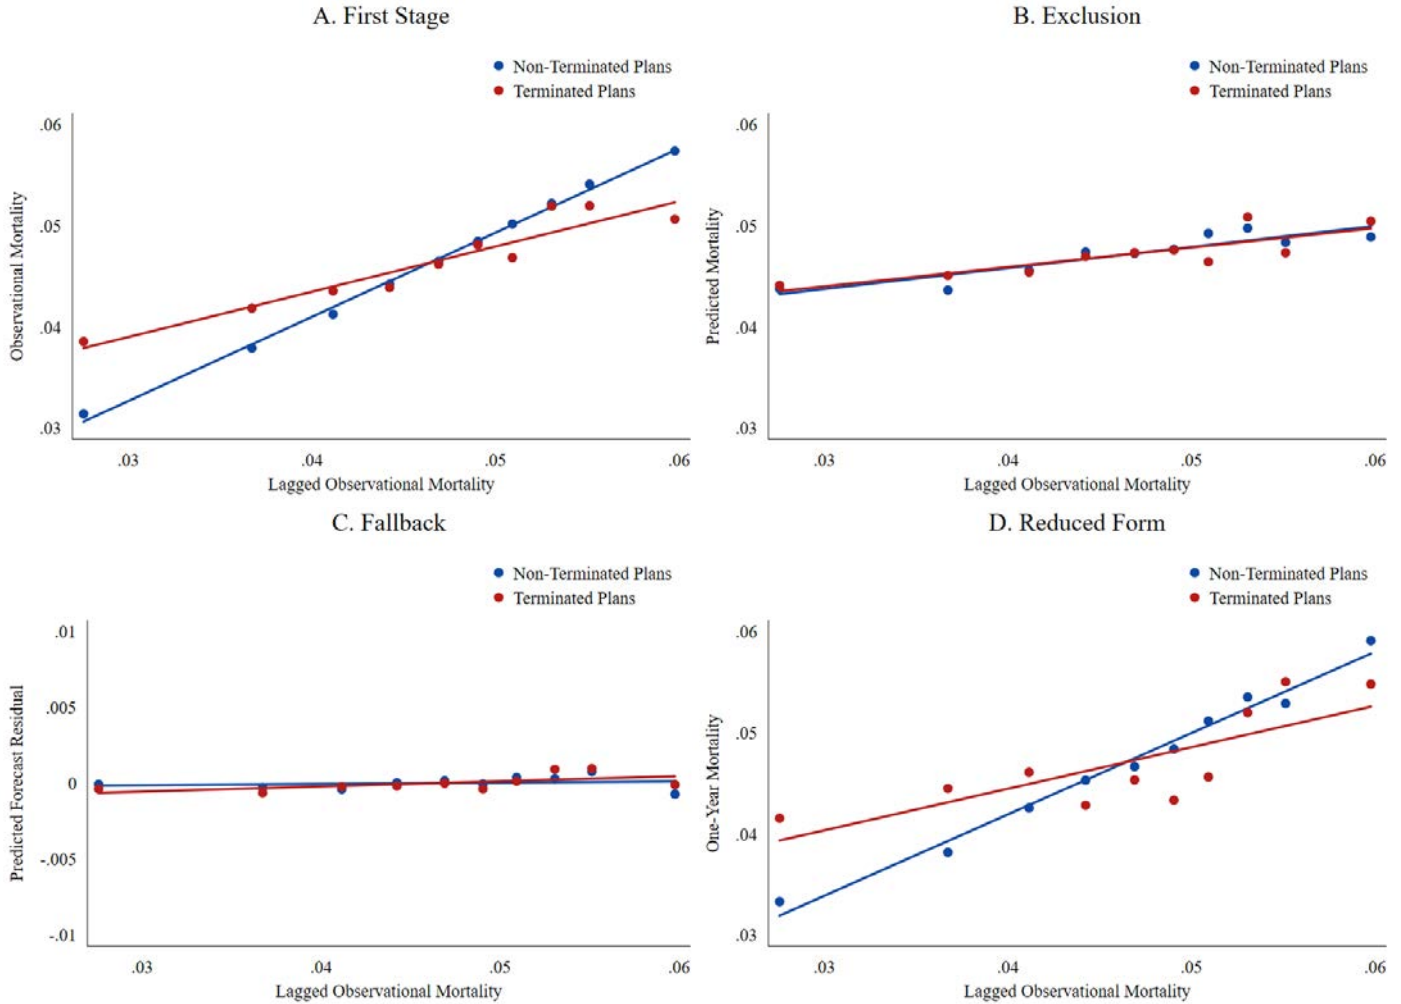 A. First Stage
Non-Terminated Plans
Terminated Plans
.06
.05
.04
.03
Observational Mortality
.03
.04
.05
.06
Lagged Observational Mortality
B. Exclusion
Non-Terminated Plans
Terminated Plans
.06
.05
.04
.03
Predicted Mortality
.03
.04
.05
.06
Lagged Observational Mortality
C. Fallback
Non-Terminated Plans
Terminated Plans
.01
.005
0
-.005
-.01
Predicted Forecast Residual
.03
.04
.05
.06
Lagged Observational Mortality
D. Reduced Form
Non-Terminated Plans
Terminated Plans
.06
.05
.04
.03
One-Year Mortality
.03
.04
.05
.06
Lagged Observational Mortality